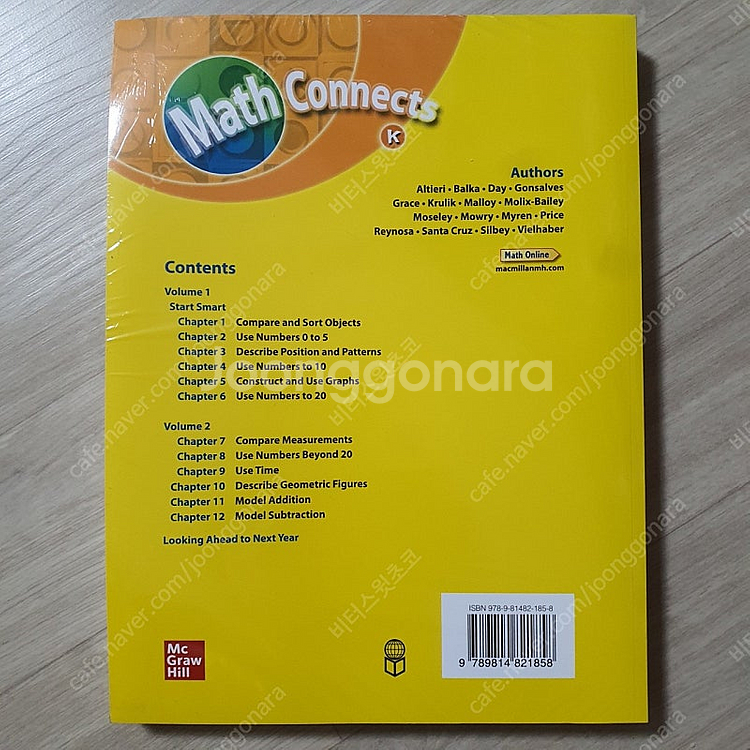 Math Connects
K
Authors
Altieri • Balka • Day • Gonsalves
Grace • Krulik • Malloy • Molix-Bailey
Moseley • Mowry • Myren • Price
Reynosa • Santa Cruz • Silbey • Vielhaber
Math Online
macmillanmh.com
Contents
Volume 1
Start Smart
Chapter 1 Compare and Sort Objects
Chapter 2 Use Numbers 0 to 5
Chapter 3 Describe Position and Patterns
Chapter 4 Use Numbers to 10
joonggonara
Chapter 5 Construct and Use Graphs
Chapter 6 Use Numbers to 20
Volume 2
Chapter 7 Compare Measurements
Chapter 8 Use Numbers Beyond 20
Chapter 9 Use Time
Chapter 10 Describe Geometric Figures
Chapter 11 Model Addition
Chapter 12 Model Subtraction
Looking Ahead to Next Year
ISBN 978-9-81482-185-8
9 789814 821858
Mc
Graw
Hill
cafe.naver.com/joonggonara
비터스윗초코